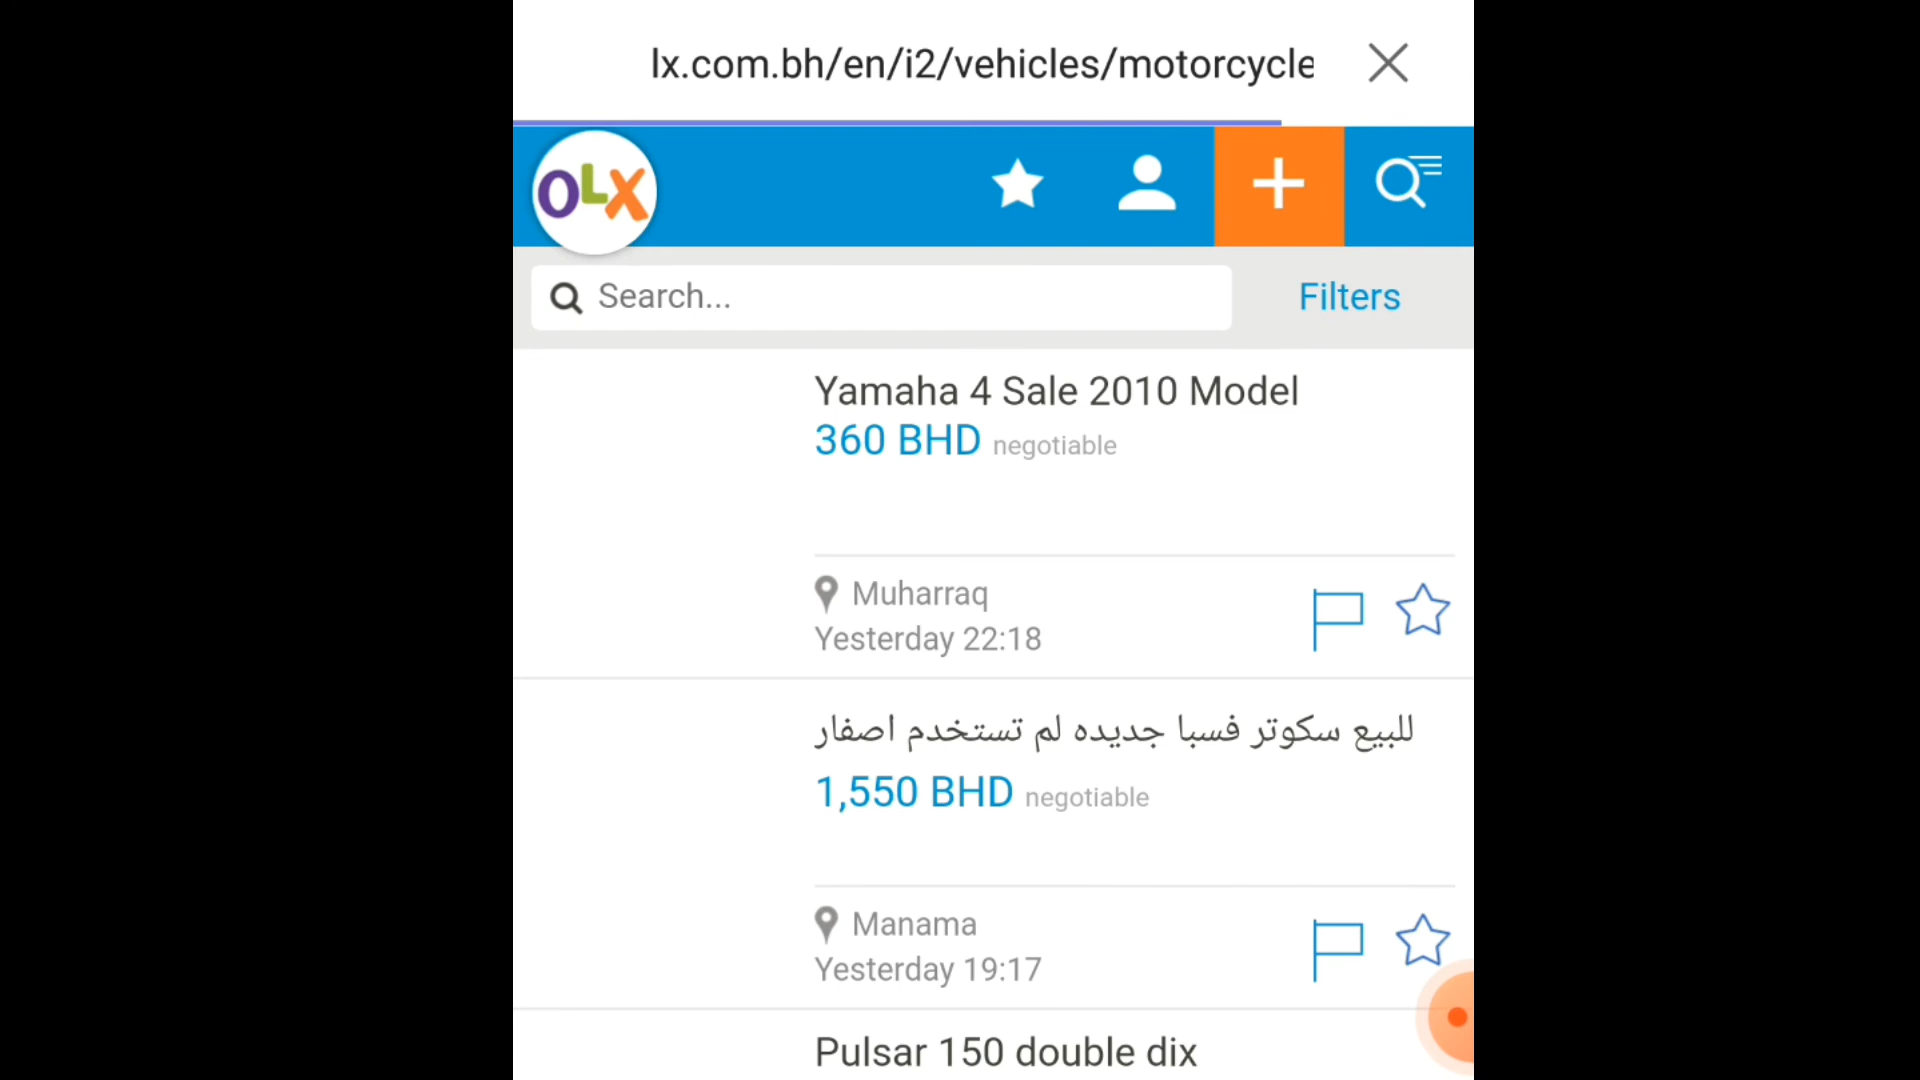 lx.com.bh/en/i2/vehicles/motorcycle
OLX
Search...
Filters
Yamaha 4 Sale 2010 Model
360 BHD negotiable
Muharraq
Yesterday 22:18
للبيع سكوتر فسبا جديده لم تستخدم اصفار
1,550 BHD negotiable
Manama
Yesterday 19:17
Pulsar 150 double dix